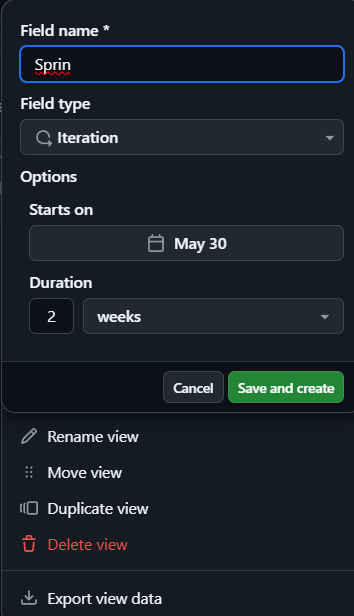 Field name *
Sprin
Field type
Iteration
Options
Starts on
May 30
Duration
2 weeks
Cancel Save and create
Rename view
Move view
Duplicate view
Delete view
Export view data